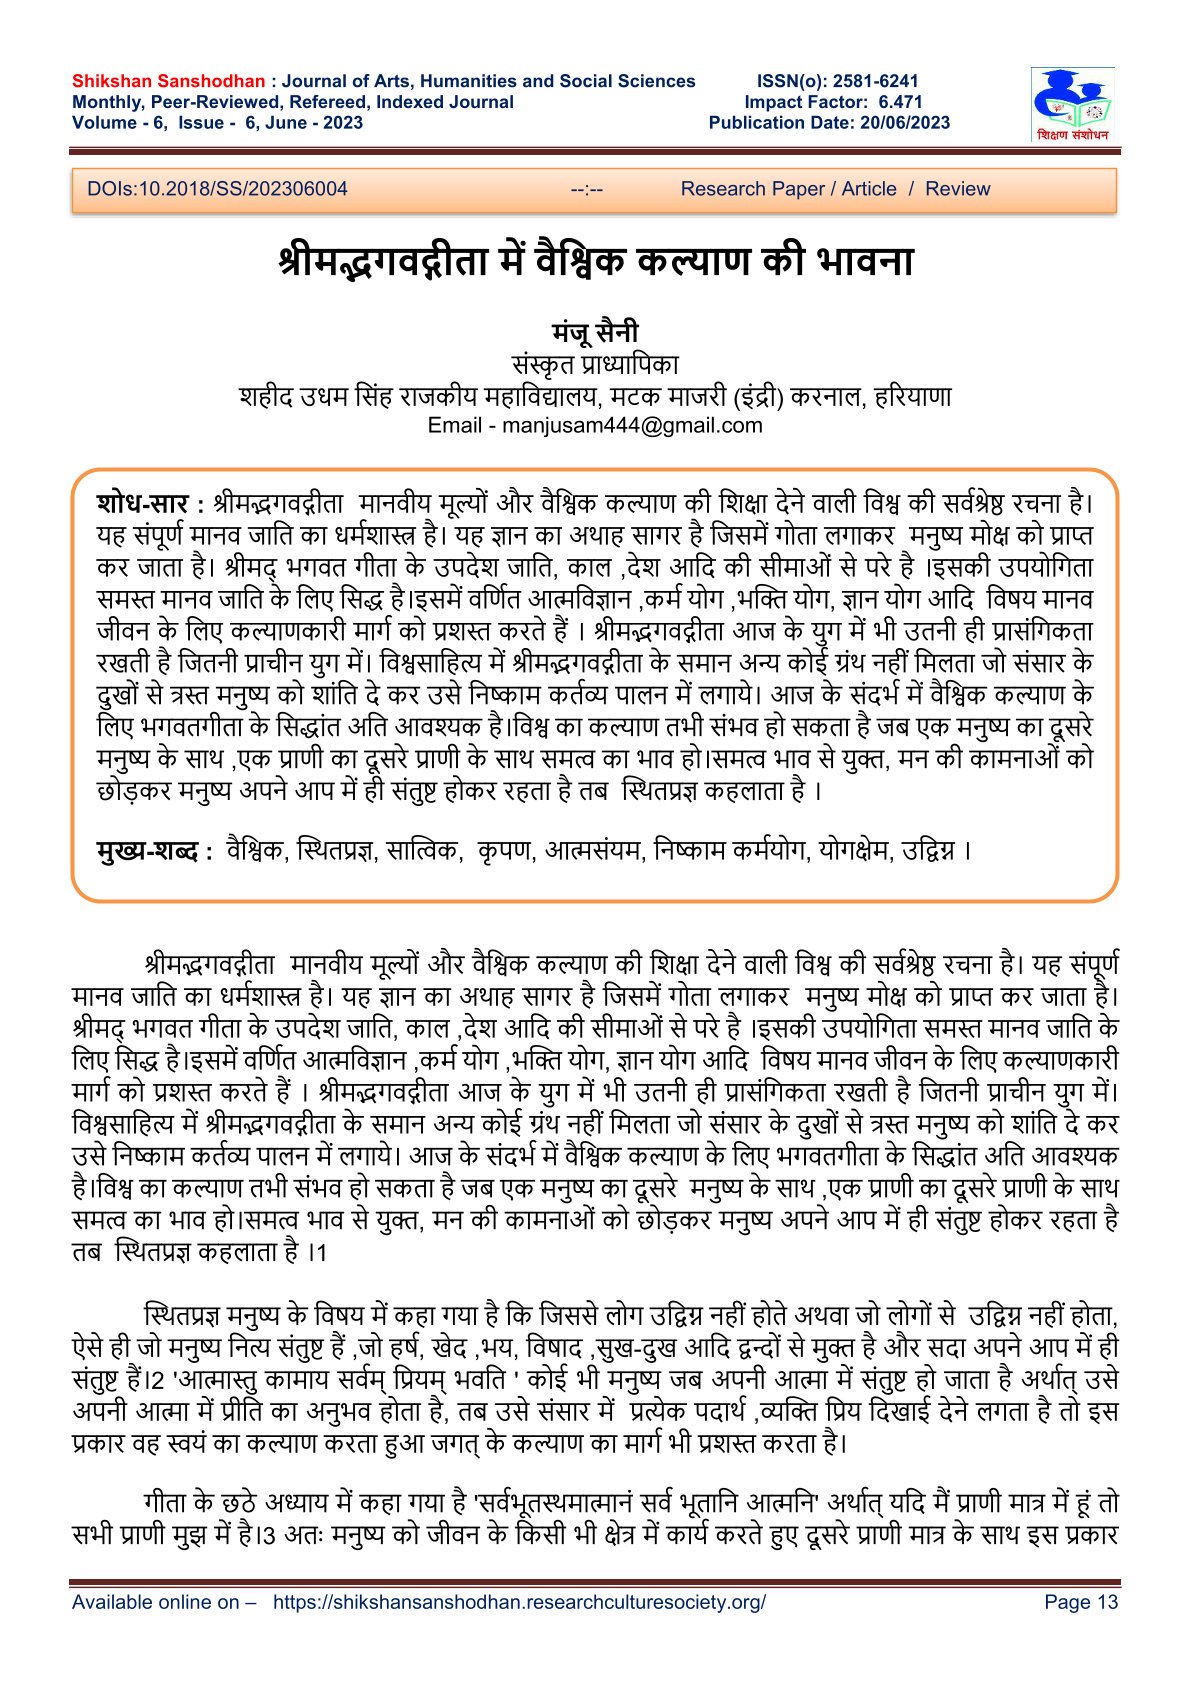 Shikshan Sanshodhan : Journal of Arts, Humanities and Social Sciences ISSN(o): 2581-6241
Monthly, Peer-Reviewed, Refereed, Indexed Journal Impact Factor: 6.471
Volume - 6, Issue - 6, June - 2023 Publication Date: 20/06/2023
शिक्षण संशोधन
DOIs:10.2018/SS/202306004 --:-- Research Paper / Article / Review
श्रीमद्भगवद्गीता में वैश्विक कल्याण की भावना
मंजू सैनी
संस्कृत प्राध्यापिका
शहीद उधम सिंह राजकीय महाविद्यालय, मटक माजरी (इंद्री) करनाल, हरियाणा
Email - manjusam444@gmail.com
शोध-सार : श्रीमद्भगवद्गीता मानवीय मूल्यों और वैश्विक कल्याण की शिक्षा देने वाली विश्व की सर्वश्रेष्ठ रचना है।
यह संपूर्ण मानव जाति का धर्मशास्त्र है। यह ज्ञान का अथाह सागर है जिसमें गोता लगाकर मनुष्य मोक्ष को प्राप्त
कर जाता है। श्रीमद् भगवत गीता के उपदेश जाति, काल ,देश आदि की सीमाओं से परे है ।इसकी उपयोगिता
समस्त मानव जाति के लिए सिद्ध है।इसमें वर्णित आत्मविज्ञान ,कर्म योग ,भक्ति योग, ज्ञान योग आदि विषय मानव
जीवन के लिए कल्याणकारी मार्ग को प्रशस्त करते हैं । श्रीमद्भगवद्गीता आज के युग में भी उतनी ही प्रासंगिकता
रखती है जितनी प्राचीन युग में। विश्वसाहित्य में श्रीमद्भगवद्गीता के समान अन्य कोई ग्रंथ नहीं मिलता जो संसार के
दुखों से त्रस्त मनुष्य को शांति दे कर उसे निष्काम कर्तव्य पालन में लगाये। आज के संदर्भ में वैश्विक कल्याण के
लिए भगवतगीता के सिद्धांत अति आवश्यक है।विश्व का कल्याण तभी संभव हो सकता है जब एक मनुष्य का दूसरे
मनुष्य के साथ ,एक प्राणी का दूसरे प्राणी के साथ समत्व का भाव हो।समत्व भाव से युक्त, मन की कामनाओं को
छोड़कर मनुष्य अपने आप में ही संतुष्ट होकर रहता है तब स्थितप्रज्ञ कहलाता है ।
मुख्य-शब्द : वैश्विक, स्थितप्रज्ञ, सात्विक, कृपण, आत्मसंयम, निष्काम कर्मयोग, योगक्षेम, उद्विग्न ।
श्रीमद्भगवद्गीता मानवीय मूल्यों और वैश्विक कल्याण की शिक्षा देने वाली विश्व की सर्वश्रेष्ठ रचना है। यह संपूर्ण
मानव जाति का धर्मशास्त्र है। यह ज्ञान का अथाह सागर है जिसमें गोता लगाकर मनुष्य मोक्ष को प्राप्त कर जाता है।
श्रीमद् भगवत गीता के उपदेश जाति, काल ,देश आदि की सीमाओं से परे है ।इसकी उपयोगिता समस्त मानव जाति के
लिए सिद्ध है।इसमें वर्णित आत्मविज्ञान ,कर्म योग ,भक्ति योग, ज्ञान योग आदि विषय मानव जीवन के लिए कल्याणकारी
मार्ग को प्रशस्त करते हैं । श्रीमद्भगवद्गीता आज के युग में भी उतनी ही प्रासंगिकता रखती है जितनी प्राचीन युग में।
विश्वसाहित्य में श्रीमद्भगवद्गीता के समान अन्य कोई ग्रंथ नहीं मिलता जो संसार के दुखों से त्रस्त मनुष्य को शांति दे कर
उसे निष्काम कर्तव्य पालन में लगाये। आज के संदर्भ में वैश्विक कल्याण के लिए भगवतगीता के सिद्धांत अति आवश्यक
है।विश्व का कल्याण तभी संभव हो सकता है जब एक मनुष्य का दूसरे मनुष्य के साथ ,एक प्राणी का दूसरे प्राणी के साथ
समत्व का भाव हो।समत्व भाव से युक्त, मन की कामनाओं को छोड़कर मनुष्य अपने आप में ही संतुष्ट होकर रहता है
तब स्थितप्रज्ञ कहलाता है ।1
स्थितप्रज्ञ मनुष्य के विषय में कहा गया है कि जिससे लोग उद्विग्न नहीं होते अथवा जो लोगों से उद्विग्न नहीं होता,
ऐसे ही जो मनुष्य नित्य संतुष्ट हैं ,जो हर्ष, खेद ,भय, विषाद ,सुख-दुख आदि द्वन्दों से मुक्त है और सदा अपने आप में ही
संतुष्ट हैं।2 'आत्मास्तु कामाय सर्वम् प्रियम् भवति ' कोई भी मनुष्य जब अपनी आत्मा में संतुष्ट हो जाता है अर्थात् उसे
अपनी आत्मा में प्रीति का अनुभव होता है, तब उसे संसार में प्रत्येक पदार्थ ,व्यक्ति प्रिय दिखाई देने लगता है तो इस
प्रकार वह स्वयं का कल्याण करता हुआ जगत् के कल्याण का मार्ग भी प्रशस्त करता है।
गीता के छठे अध्याय में कहा गया है 'सर्वभूतस्थमात्मानं सर्व भूतानि आत्मनि' अर्थात् यदि मैं प्राणी मात्र में हूं तो
सभी प्राणी मुझ में है।3 अतः मनुष्य को जीवन के किसी भी क्षेत्र में कार्य करते हुए दूसरे प्राणी मात्र के साथ इस प्रकार
Available online on – https://shikshansanshodhan.researchculturesociety.org/ Page 13